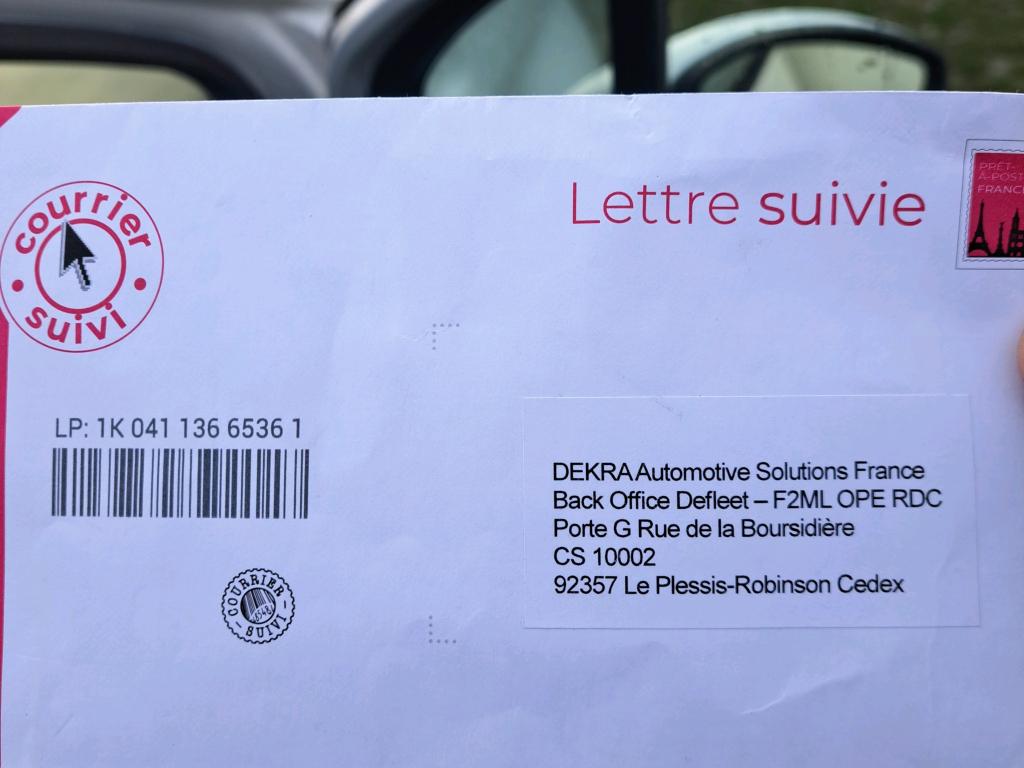 courrier
suivi
Lettre suivie
PRÊT-
À-POST
FRANCE
LP: 1K 041 136 6536 1
DEKRA Automotive Solutions France
Back Office Defleet – F2ML OPE RDC
Porte G Rue de la Boursidière
CS 10002
92357 Le Plessis-Robinson Cedex
COURRIER
SUIVI